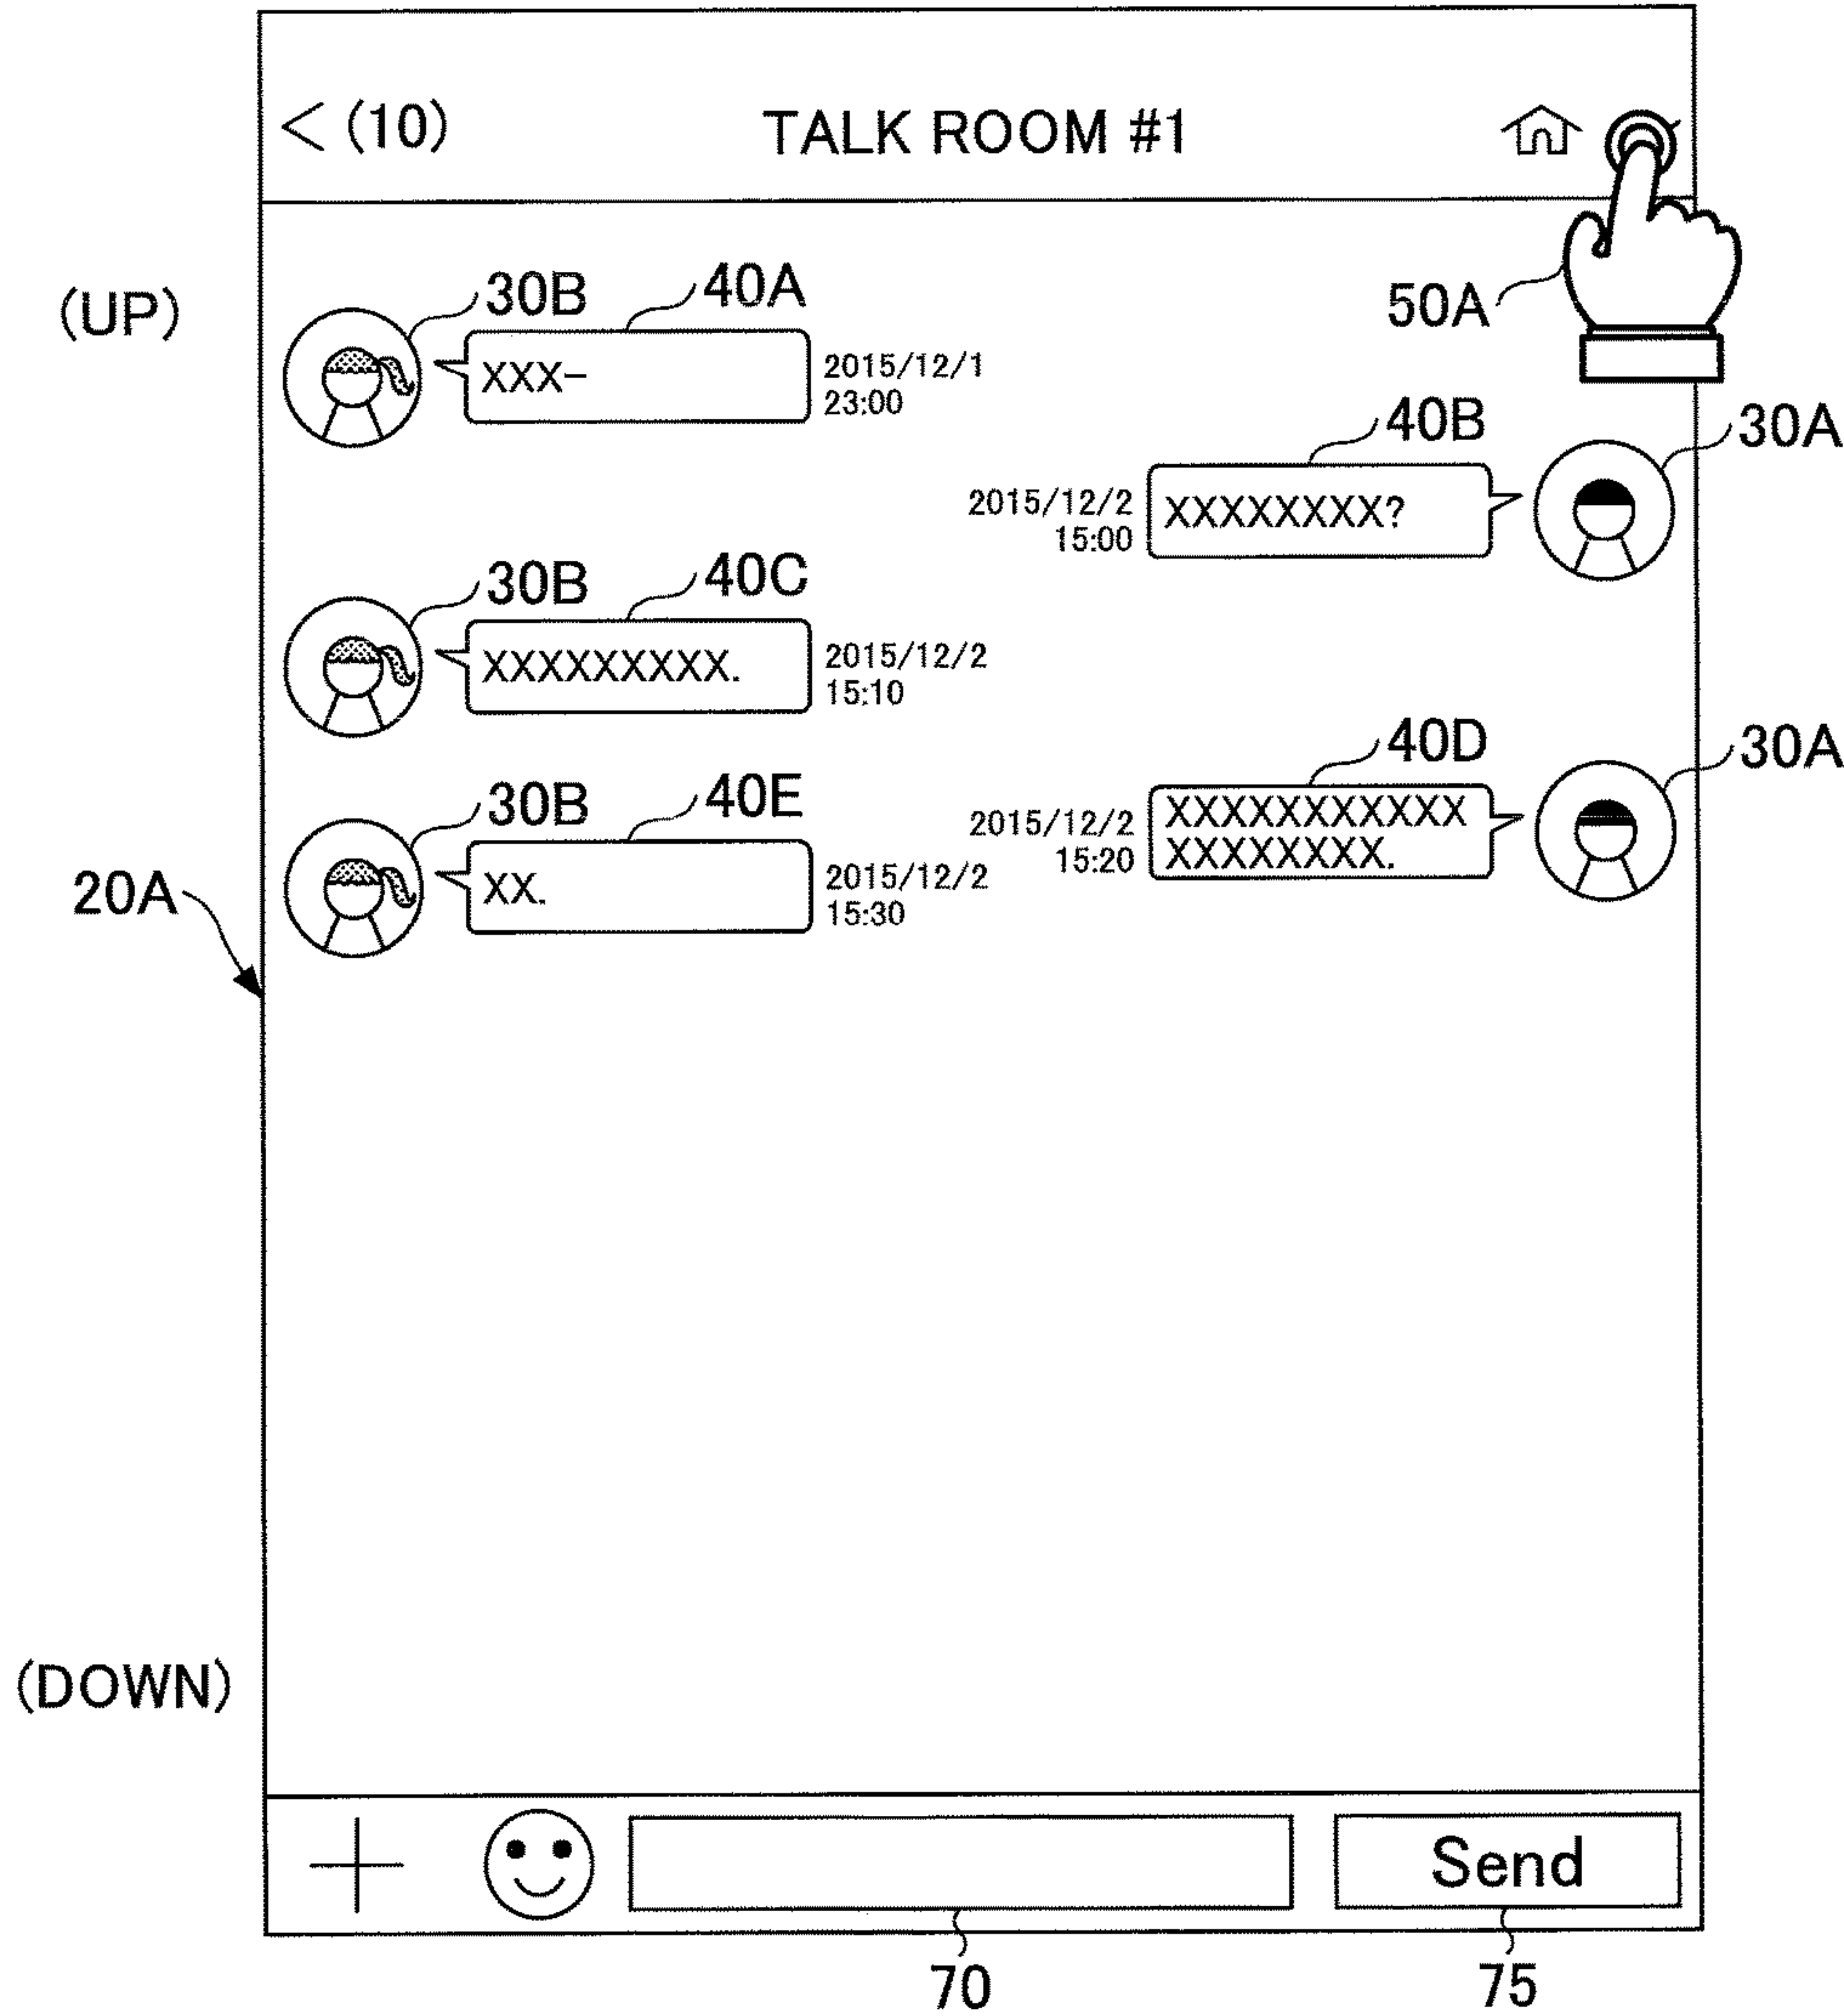 < (10)
TALK ROOM #1
(UP)
30B
40A
50A
XXX-
2015/12/1
23:00
40B
30A
2015/12/2
15:00
XXXXXXXX?
30B
40C
XXXXXXXXX.
2015/12/2
15:10
40D
30A
2015/12/2
15:20
XXXXXXXXXXX
XXXXXXXX.
30B
40E
XX.
2015/12/2
15:30
20A
(DOWN)
Send
70
75